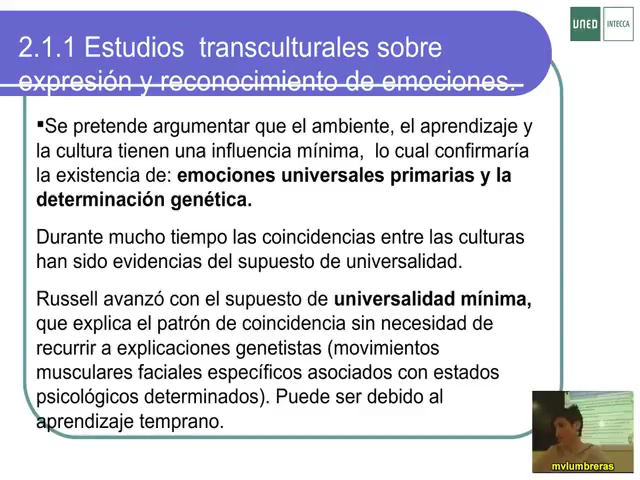 2.1.1 Estudios  transculturales sobre
expresión y reconocimiento de emociones.
UNED INTECCA
▪Se pretende argumentar que el ambiente, el aprendizaje y
la cultura tienen una influencia mínima,  lo cual confirmaría
la existencia de: emociones universales primarias y la
determinación genética.
Durante mucho tiempo las coincidencias entre las culturas
han sido evidencias del supuesto de universalidad.
Russell avanzó con el supuesto de universalidad mínima,
que explica el patrón de coincidencia sin necesidad de
recurrir a explicaciones genetistas (movimientos
musculares faciales específicos asociados con estados
psicológicos determinados). Puede ser debido al
aprendizaje temprano.
mvlumbreras